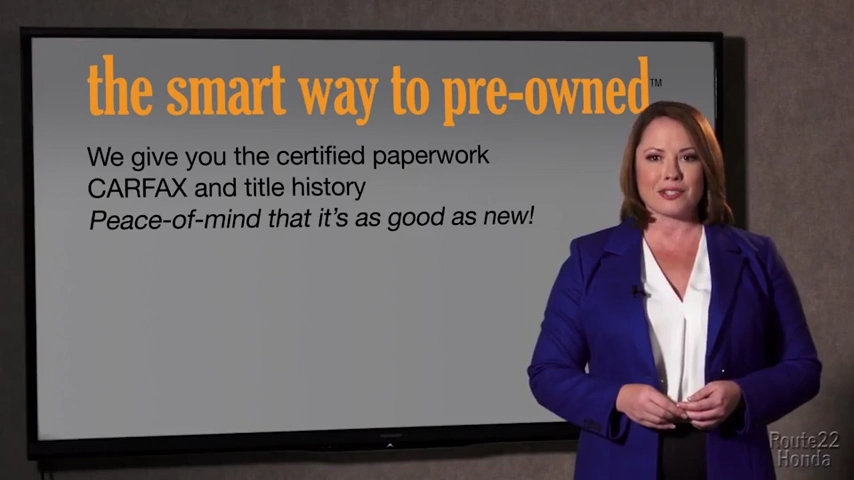 the smart way to pre-owned™
We give you the certified paperwork
CARFAX and title history
Peace-of-mind that it's as good as new!
Route22
Honda